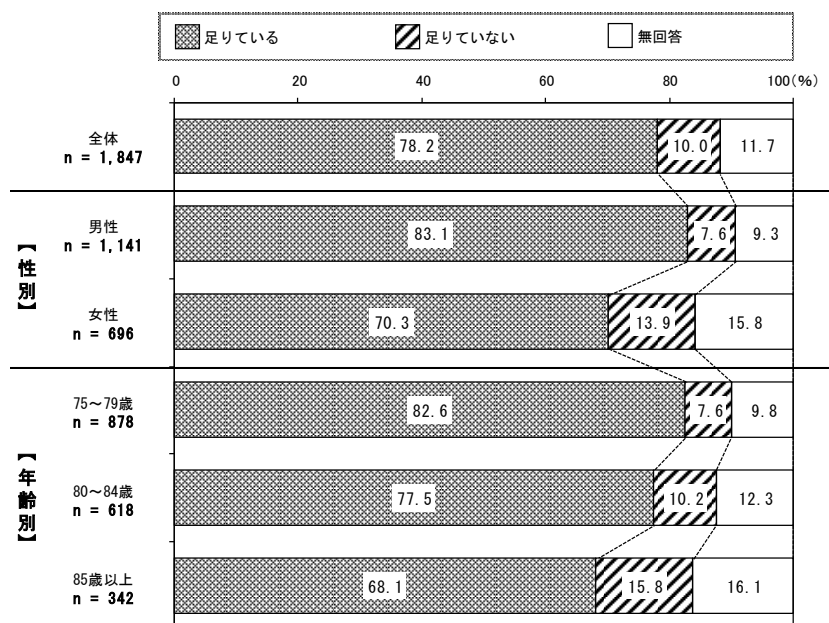 足りている 足りていない 無回答
0 20 40 60 80 100(%)
全体
n = 1,847
78.2 10.0 11.7
【性別】
男性
n = 1,141
83.1 7.6 9.3
女性
n = 696
70.3 13.9 15.8
【年齢別】
75～79歳
n = 878
82.6 7.6 9.8
80～84歳
n = 618
77.5 10.2 12.3
85歳以上
n = 342
68.1 15.8 16.1